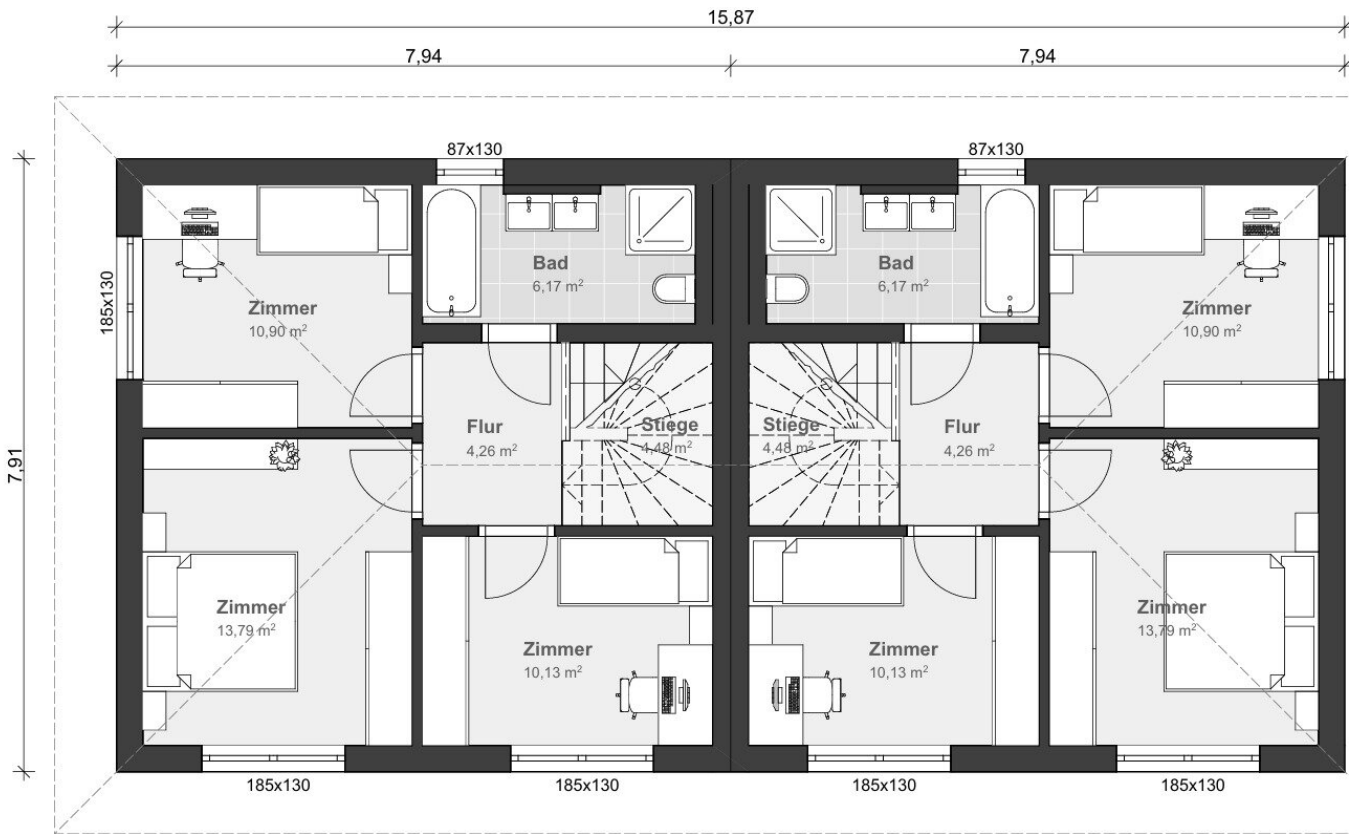 15,87
7,94
7,94
87x130
87x130
7,91
185x130
Zimmer
10,90 m²
Bad
6,17 m²
Bad
6,17 m²
Zimmer
10,90 m²
Flur
4,26 m²
Stiege
4,48 m²
Stiege
4,48 m²
Flur
4,26 m²
Zimmer
13,79 m²
Zimmer
10,13 m²
Zimmer
10,13 m²
Zimmer
13,79 m²
185x130
185x130
185x130
185x130